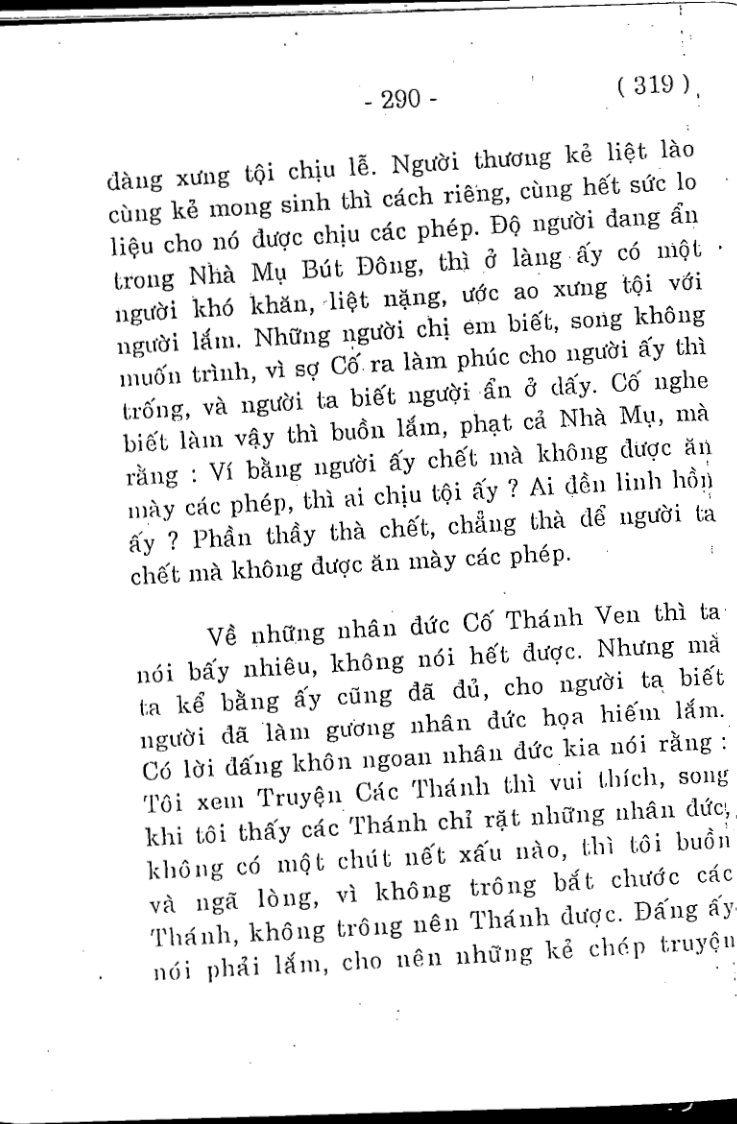 - 290 - ( 319 )
dàng xưng tội chịu lễ. Người thương kẻ liệt lào
cùng kẻ mong sinh thì cách riêng, cùng hết sức lo
liệu cho nó được chịu các phép. Độ người đang ẩn
trong Nhà Mụ Bút Đông, thì ở làng ấy có một
người khó khăn, liệt nặng, ước ao xưng tội với
người lắm. Những người chị em biết, song không
muốn trình, vì sợ Cố ra làm phúc cho người ấy thì
trống, và người ta biết người ẩn ở dấy. Cố nghe
biết làm vậy thì buồn lắm, phạt cả Nhà Mụ, mà
rằng : Ví bằng người ấy chết mà không được ăn
mày các phép, thì ai chịu tội ấy ? Ai đền linh hồn
ấy ? Phần thầy thà chết, chẳng thà để người ta
chết mà không được ăn mày các phép.
Về những nhân đức Cố Thánh Ven thì ta
nói bấy nhiêu, không nói hết được. Nhưng mà
ta kể bằng ấy cũng đã đủ, cho người ta biết
người đã làm gương nhân đức họa hiếm lắm.
Có lời đấng khôn ngoan nhân đức kia nói rằng :
Tôi xem Truyện Các Thánh thì vui thích, song
khi tôi thấy các Thánh chỉ rặt những nhân đức,
không có một chút nết xấu nào, thì tôi buồn
và ngã lòng, vì không trông bắt chước các
Thánh, không trông nên Thánh được. Đấng ấy
nói phải lắm, cho nên những kẻ chép truyện